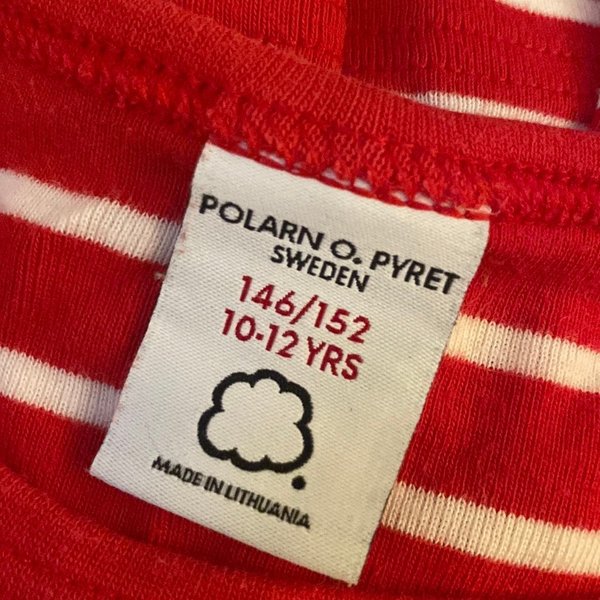 POLARN O. PYRET
SWEDEN
146/152
10-12 YRS
MADE IN LITHUANIA